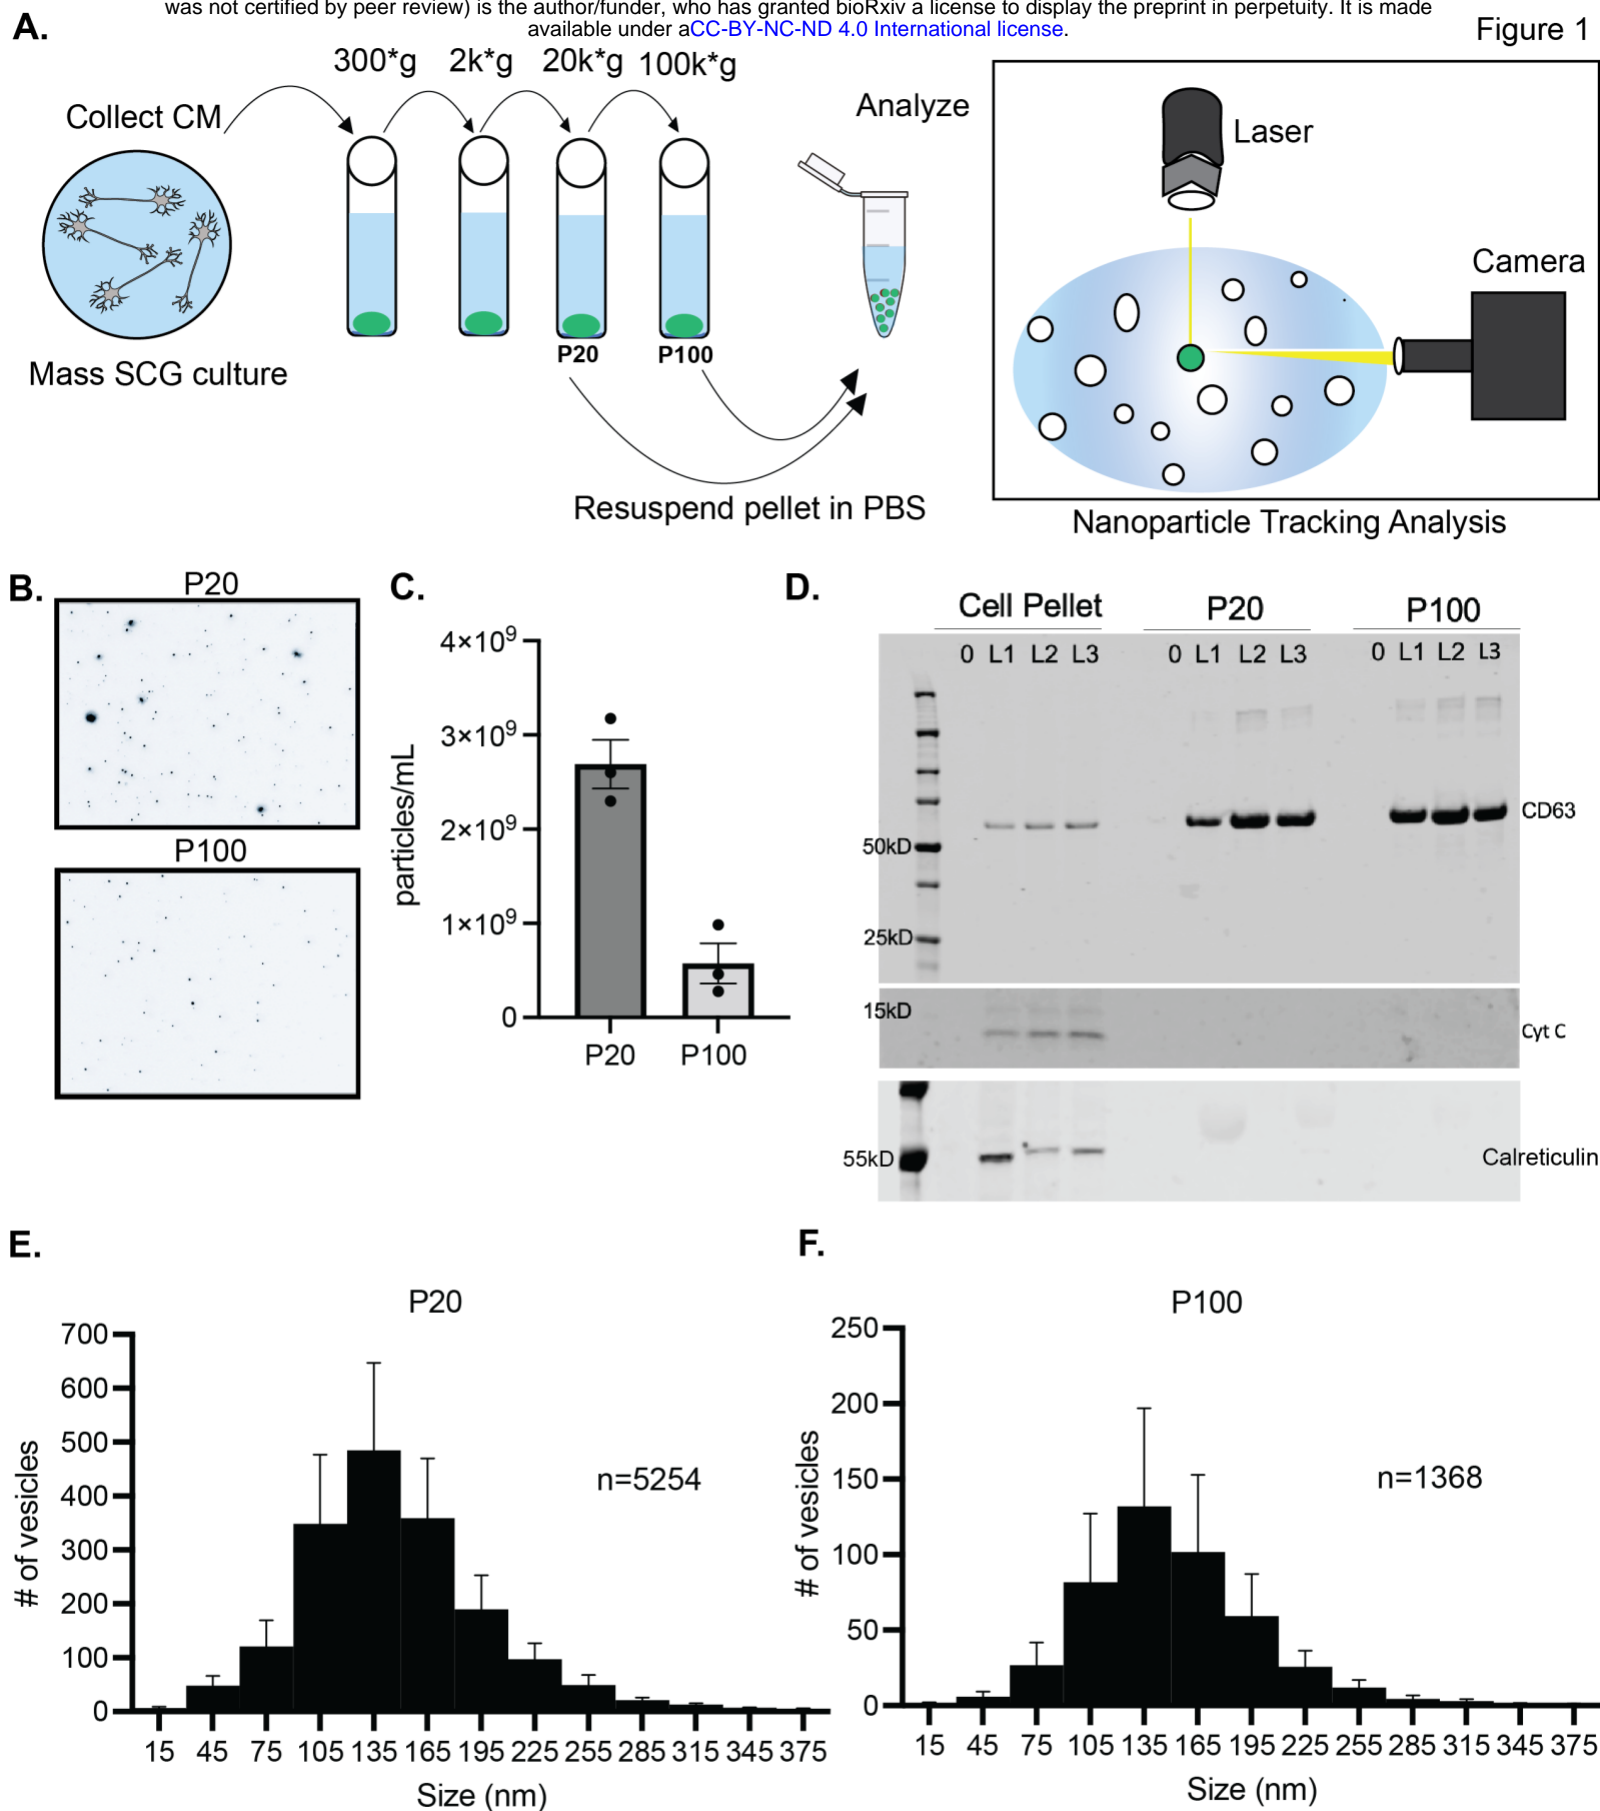 was not certified by peer review) is the author/funder, who has granted bioRxiv a license to display the preprint in perpetuity. It is made
available under aCC-BY-NC-ND 4.0 International license.
Figure 1
A.
300*g 2k*g 20k*g 100k*g
Collect CM
Analyze
Laser
Camera
P20 P100
Mass SCG culture
Resuspend pellet in PBS
Nanoparticle Tracking Analysis
B.
P20
P100
C.
particles/mL
4×10⁹
3×10⁹
2×10⁹
1×10⁹
0
P20 P100
D.
Cell Pellet P20 P100
0 L1 L2 L3 0 L1 L2 L3 0 L1 L2 L3
CD63
50kD
25kD
15kD
Cyt C
55kD
Calreticulin
E.
P20
# of vesicles
700
600
500
400
300
200
100
0
n=5254
15 45 75 105 135 165 195 225 255 285 315 345 375
Size (nm)
F.
P100
# of vesicles
250
200
150
100
50
0
n=1368
15 45 75 105 135 165 195 225 255 285 315 345 375
Size (nm)